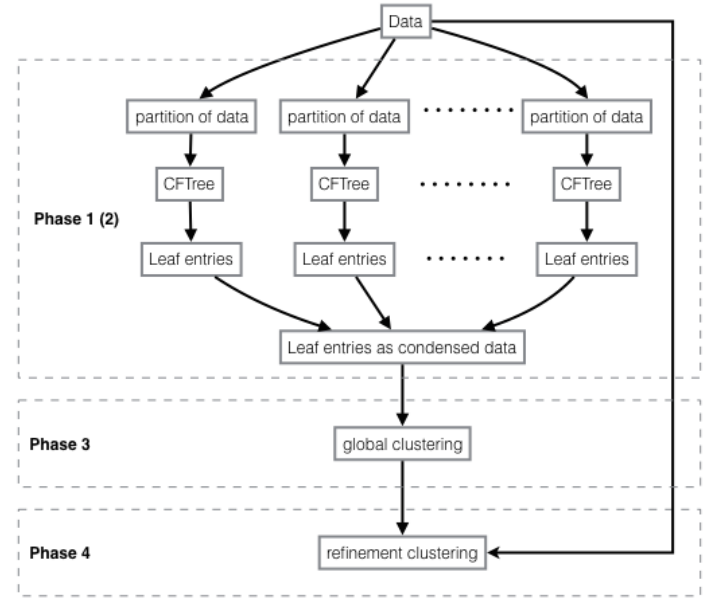 Data
partition of data
partition of data
partition of data
CFTree
CFTree
CFTree
Phase 1 (2)
Leaf entries
Leaf entries
Leaf entries
Leaf entries as condensed data
Phase 3
global clustering
Phase 4
refinement clustering